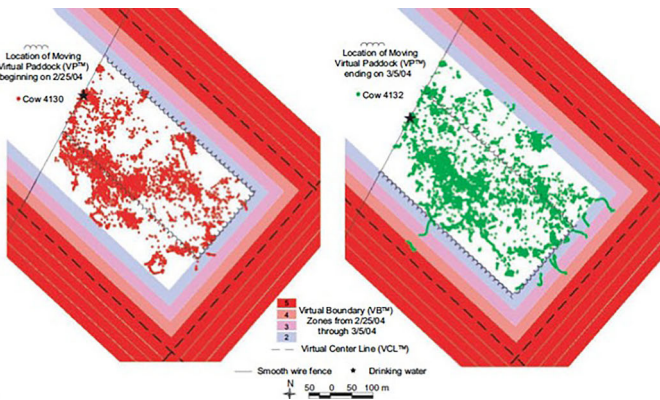 Location of Moving
Virtual Paddock (VP™)
beginning on 2/25/04
Cow 4130
Location of Moving
Virtual Paddock (VP™)
ending on 3/5/04
Cow 4132
5
4
3
2
Virtual Boundary (VB™)
Zones from 2/25/04
through 3/5/04
Virtual Center Line (VCL™)
Smooth wire fence
Drinking water
N
50 0 50 100 m